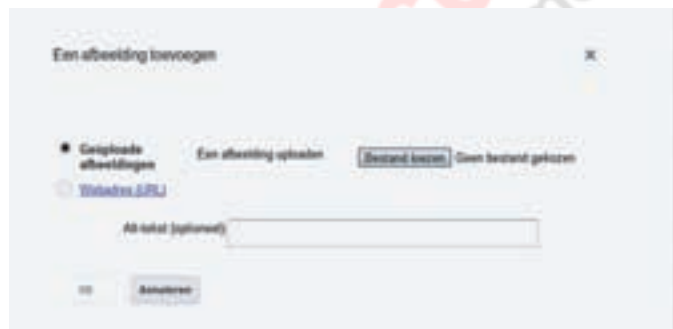 Een afbeelding toevoegen
×
Geüploade
afbeeldingen
Een afbeelding uploaden
Bestand kiezen Geen bestand gekozen
Webadres (URL)
Alt-tekst (optioneel)
Annuleren